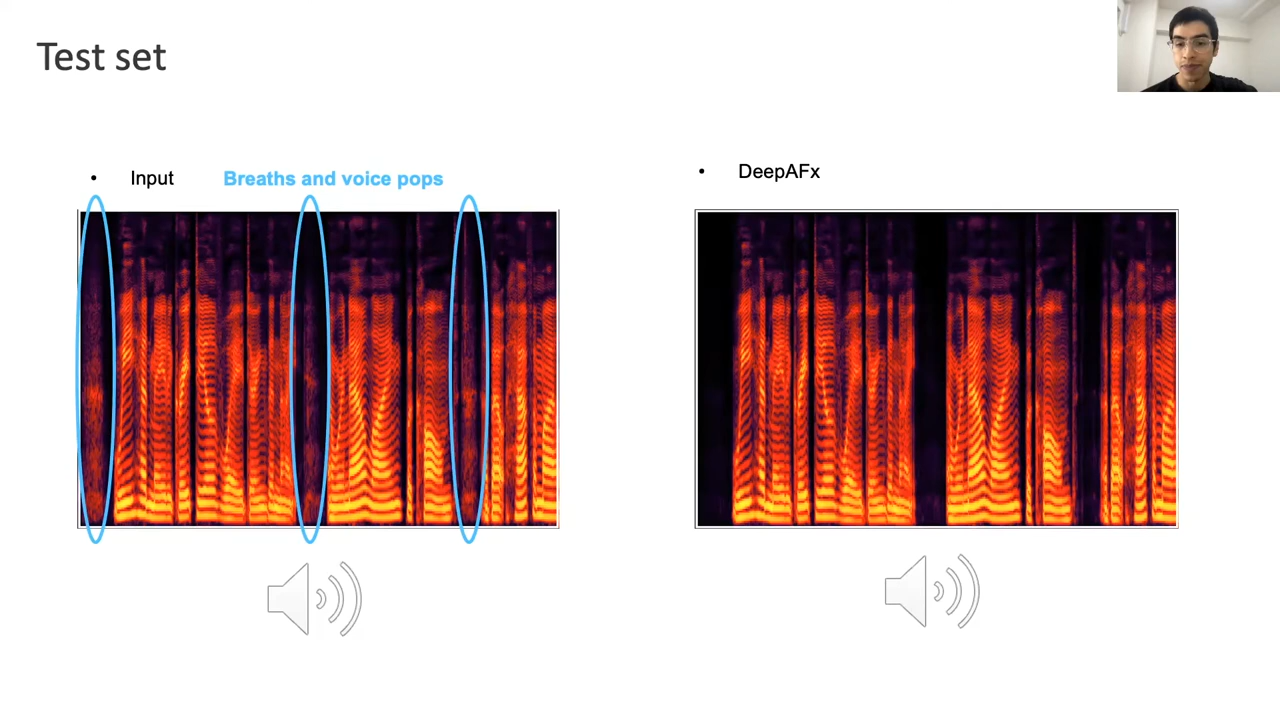 Test set
• Input
Breaths and voice pops
• DeepAFx